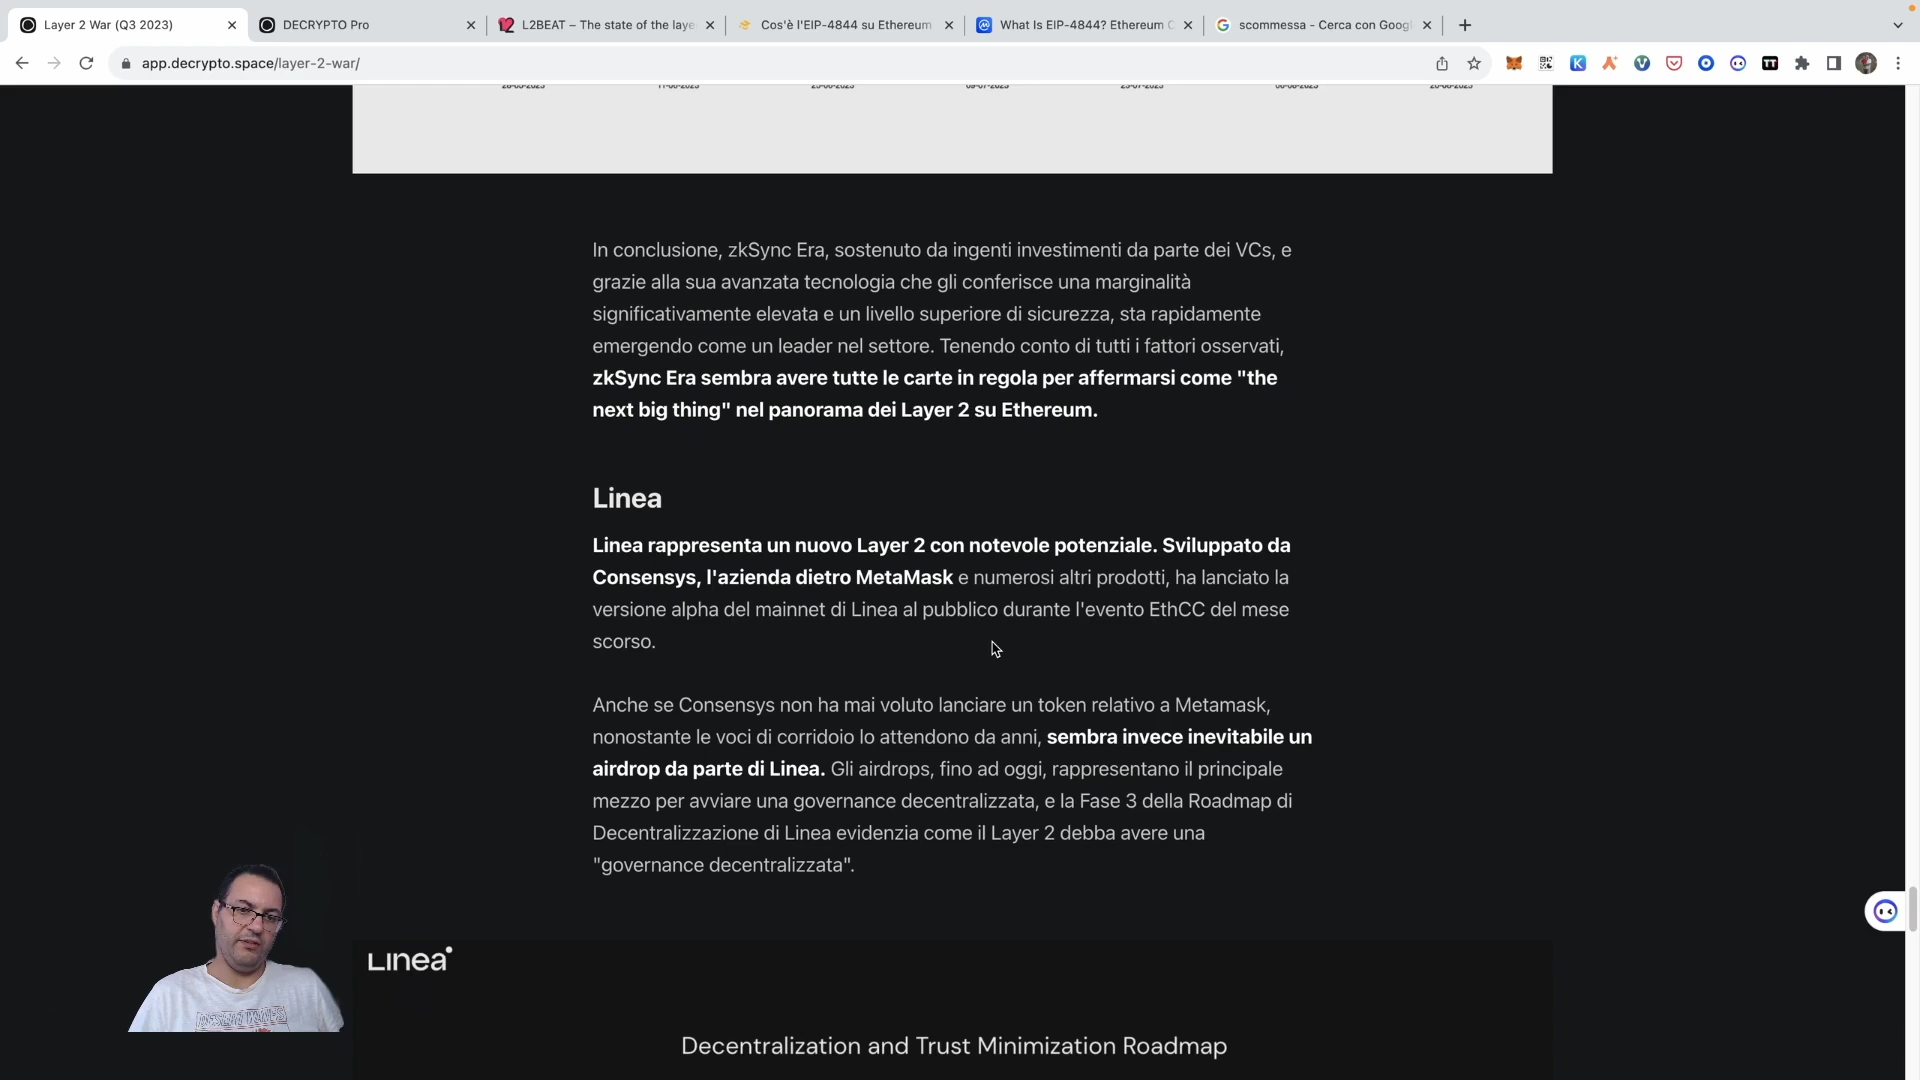 Layer 2 War (Q3 2023)
DECRYPTO Pro
L2BEAT – The state of the laye
Cos'è l'EIP-4844 su Ethereum
What Is EIP-4844? Ethereum C
scommessa - Cerca con Googl
app.decrypto.space/layer-2-war/
In conclusione, zkSync Era, sostenuto da ingenti investimenti da parte dei VCs, e
grazie alla sua avanzata tecnologia che gli conferisce una marginalità
significativamente elevata e un livello superiore di sicurezza, sta rapidamente
emergendo come un leader nel settore. Tenendo conto di tutti i fattori osservati,
zkSync Era sembra avere tutte le carte in regola per affermarsi come "the
next big thing" nel panorama dei Layer 2 su Ethereum.
Linea
Linea rappresenta un nuovo Layer 2 con notevole potenziale. Sviluppato da
Consensys, l'azienda dietro MetaMask e numerosi altri prodotti, ha lanciato la
versione alpha del mainnet di Linea al pubblico durante l'evento EthCC del mese
scorso.
Anche se Consensys non ha mai voluto lanciare un token relativo a Metamask,
nonostante le voci di corridoio lo attendono da anni, sembra invece inevitabile un
airdrop da parte di Linea. Gli airdrops, fino ad oggi, rappresentano il principale
mezzo per avviare una governance decentralizzata, e la Fase 3 della Roadmap di
Decentralizzazione di Linea evidenzia come il Layer 2 debba avere una
"governance decentralizzata".
Linea
Decentralization and Trust Minimization Roadmap